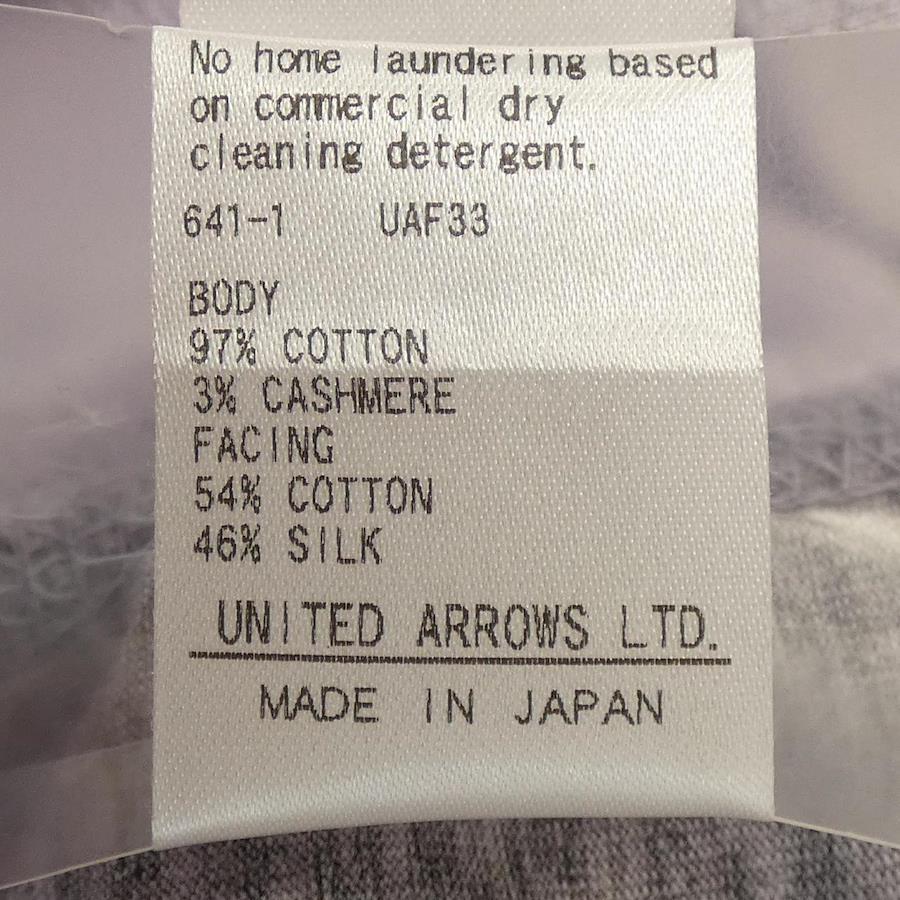 No home laundering based
on commercial dry
cleaning detergent.
641-1 UAF33
BODY
97% COTTON
3% CASHMERE
FACING
54% COTTON
46% SILK
UNITED ARROWS LTD.
MADE IN JAPAN